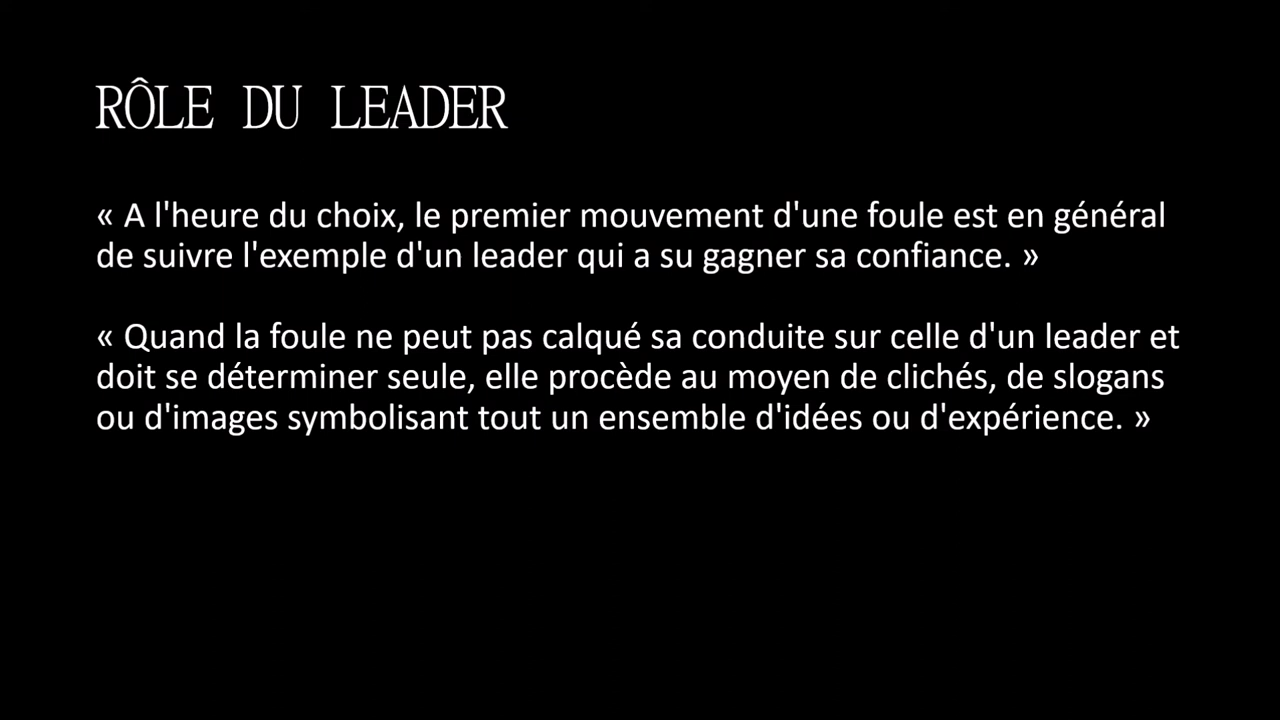 RÔLE DU LEADER
« A l'heure du choix, le premier mouvement d'une foule est en général
de suivre l'exemple d'un leader qui a su gagner sa confiance. »
« Quand la foule ne peut pas calqué sa conduite sur celle d'un leader et
doit se déterminer seule, elle procède au moyen de clichés, de slogans
ou d'images symbolisant tout un ensemble d'idées ou d'expérience. »